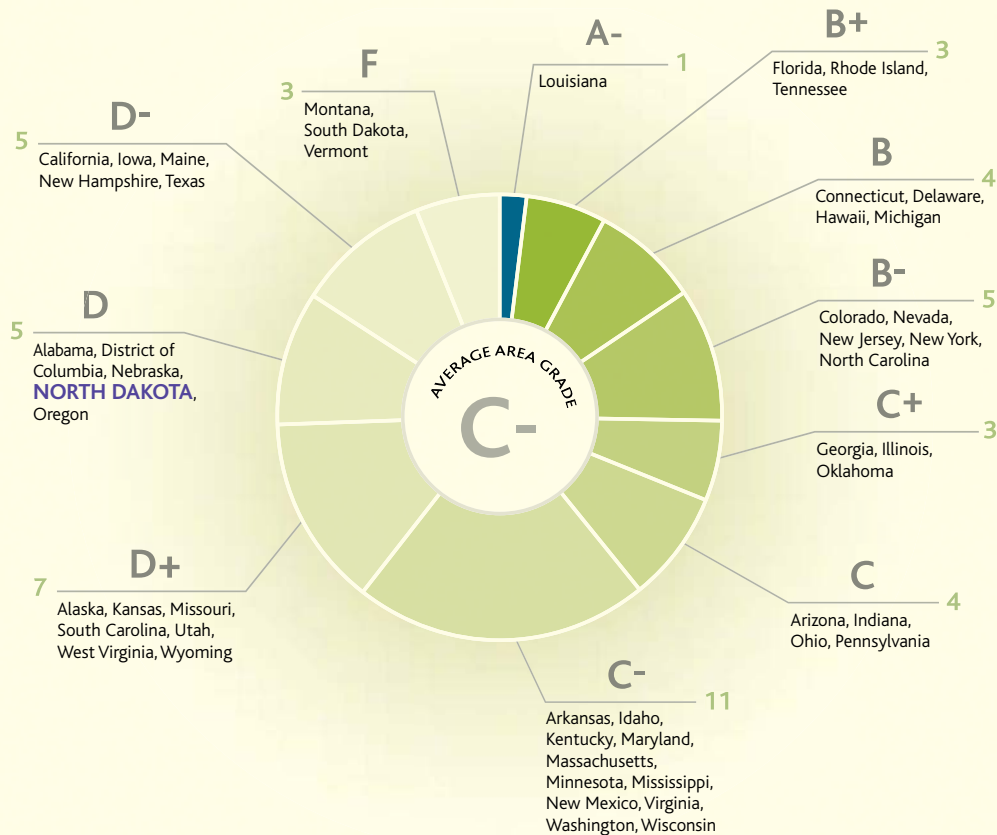 A-
1
Louisiana
B+
3
Florida, Rhode Island,
Tennessee
B
4
Connecticut, Delaware,
Hawaii, Michigan
B-
5
Colorado, Nevada,
New Jersey, New York,
North Carolina
C+
3
Georgia, Illinois,
Oklahoma
C
4
Arizona, Indiana,
Ohio, Pennsylvania
C-
11
Arkansas, Idaho,
Kentucky, Maryland,
Massachusetts,
Minnesota, Mississippi,
New Mexico, Virginia,
Washington, Wisconsin
D+
7
Alaska, Kansas, Missouri,
South Carolina, Utah,
West Virginia, Wyoming
D
5
Alabama, District of
Columbia, Nebraska,
NORTH DAKOTA,
Oregon
D-
5
California, Iowa, Maine,
New Hampshire, Texas
F
3
Montana,
South Dakota,
Vermont
AVERAGE AREA GRADE
C-